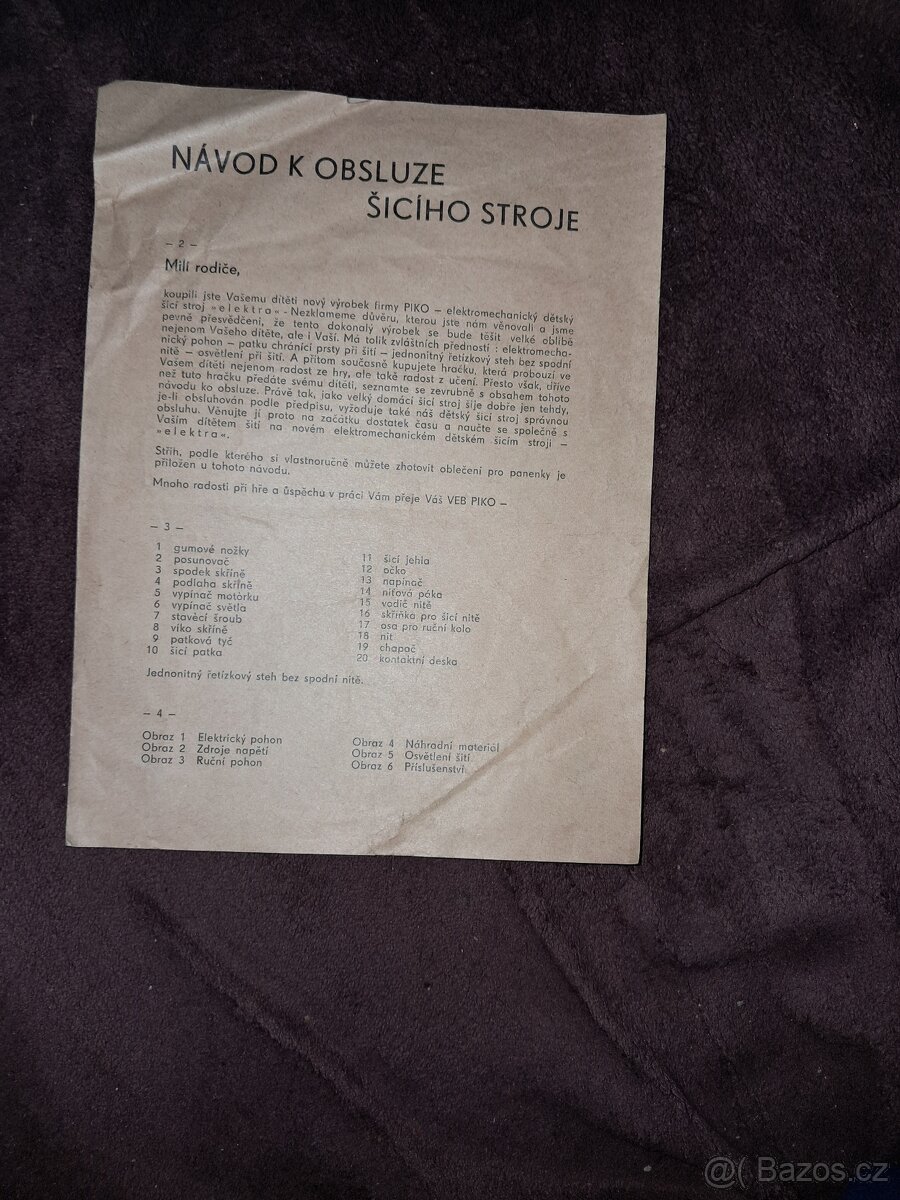 NÁVOD K OBSLUZE
ŠICÍHO STROJE
– 2 –
Milí rodiče,
koupili jste Vašemu dítěti nový výrobek firmy PIKO – elektromechanický dětský
šicí stroj »elektra«- Nezklameme důvěru, kterou jste nám věnovali a jsme
pevně přesvědčeni, že tento dokonalý výrobek se bude těšit velké oblibě
nejenom Vašeho dítěte, ale i Vaší. Má tolik zvláštních předností : elektromecha-
nický pohon – patku chránící prsty při šití – jednonitný řetízkový steh bez spodní
nitě – osvětlení při šití. A přitom současně kupujete hračku, která probouzí ve
Vašem dítěti nejenom radost ze hry, ale také radost z učení. Přesto však, dříve
než tuto hračku předáte svému dítěti, seznamte se zevrubně s obsahem tohoto
návodu ko obsluze. Právě tak, jako velký domácí šicí stroj šije dobře jen tehdy,
je-li obsluhován podle předpisu, vyžaduje také náš dětský šicí stroj správnou
obsluhu. Věnujte jí proto na začátku dostatek času a naučte se společně s
Vaším dítětem šití na novém elektromechanickém dětském šicím stroji –
»elektra«.
Střih, podle kterého si vlastnoručně můžete zhotovit oblečení pro panenky je
přiložen u tohoto návodu.
Mnoho radosti při hře a úspěchu v práci Vám přeje Váš VEB PIKO –
– 3 –
1 gumové nožky
2 posunovač
3 spodek skříně
4 podlaha skříně
5 vypínač motórku
6 vypínač světla
7 stavěcí šroub
8 víko skříně
9 patková tyč
10 šicí patka
11 šicí jehla
12 očko
13 napínač
14 niťová páka
15 vodič nitě
16 skříňka pro šicí nitě
17 osa pro ruční kolo
18 nit
19 chapač
20 kontaktní deska
Jednonitný řetízkový steh bez spodní nitě.
– 4 –
Obraz 1 Elektrický pohon
Obraz 2 Zdroje napětí
Obraz 3 Ruční pohon
Obraz 4 Náhradní materiál
Obraz 5 Osvětlení šití
Obraz 6 Příslušenství
@( Bazos.cz